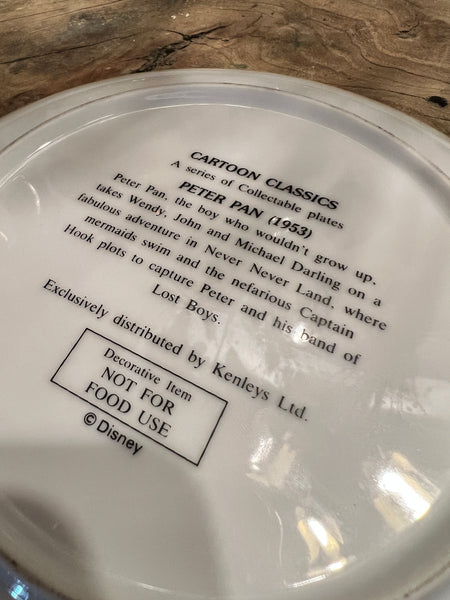 CARTOON CLASSICS
A series of Collectable plates
PETER PAN (1953)
Peter Pan, the boy who wouldn't grow up,
takes Wendy, John and Michael Darling on a
fabulous adventure in Never Never Land, where
mermaids swim and the nefarious Captain
Hook plots to capture Peter and his band of
Lost Boys.
Exclusively distributed by Kenleys Ltd.
Decorative Item
NOT FOR
FOOD USE
© Disney